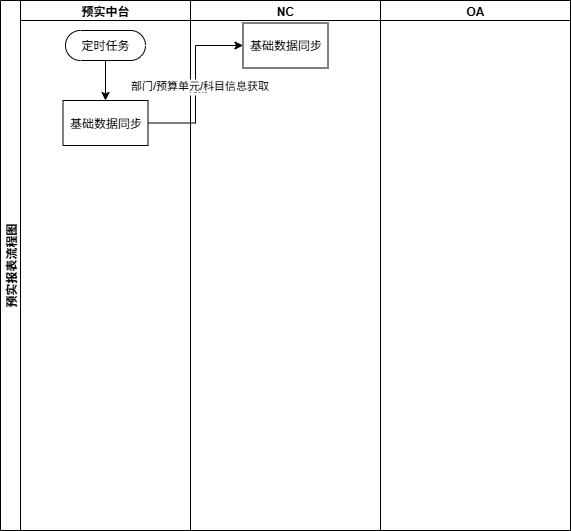 预实中台
NC
OA
定时任务
基础数据同步
部门/预算单元/科目信息获取
基础数据同步
预实报表流程图